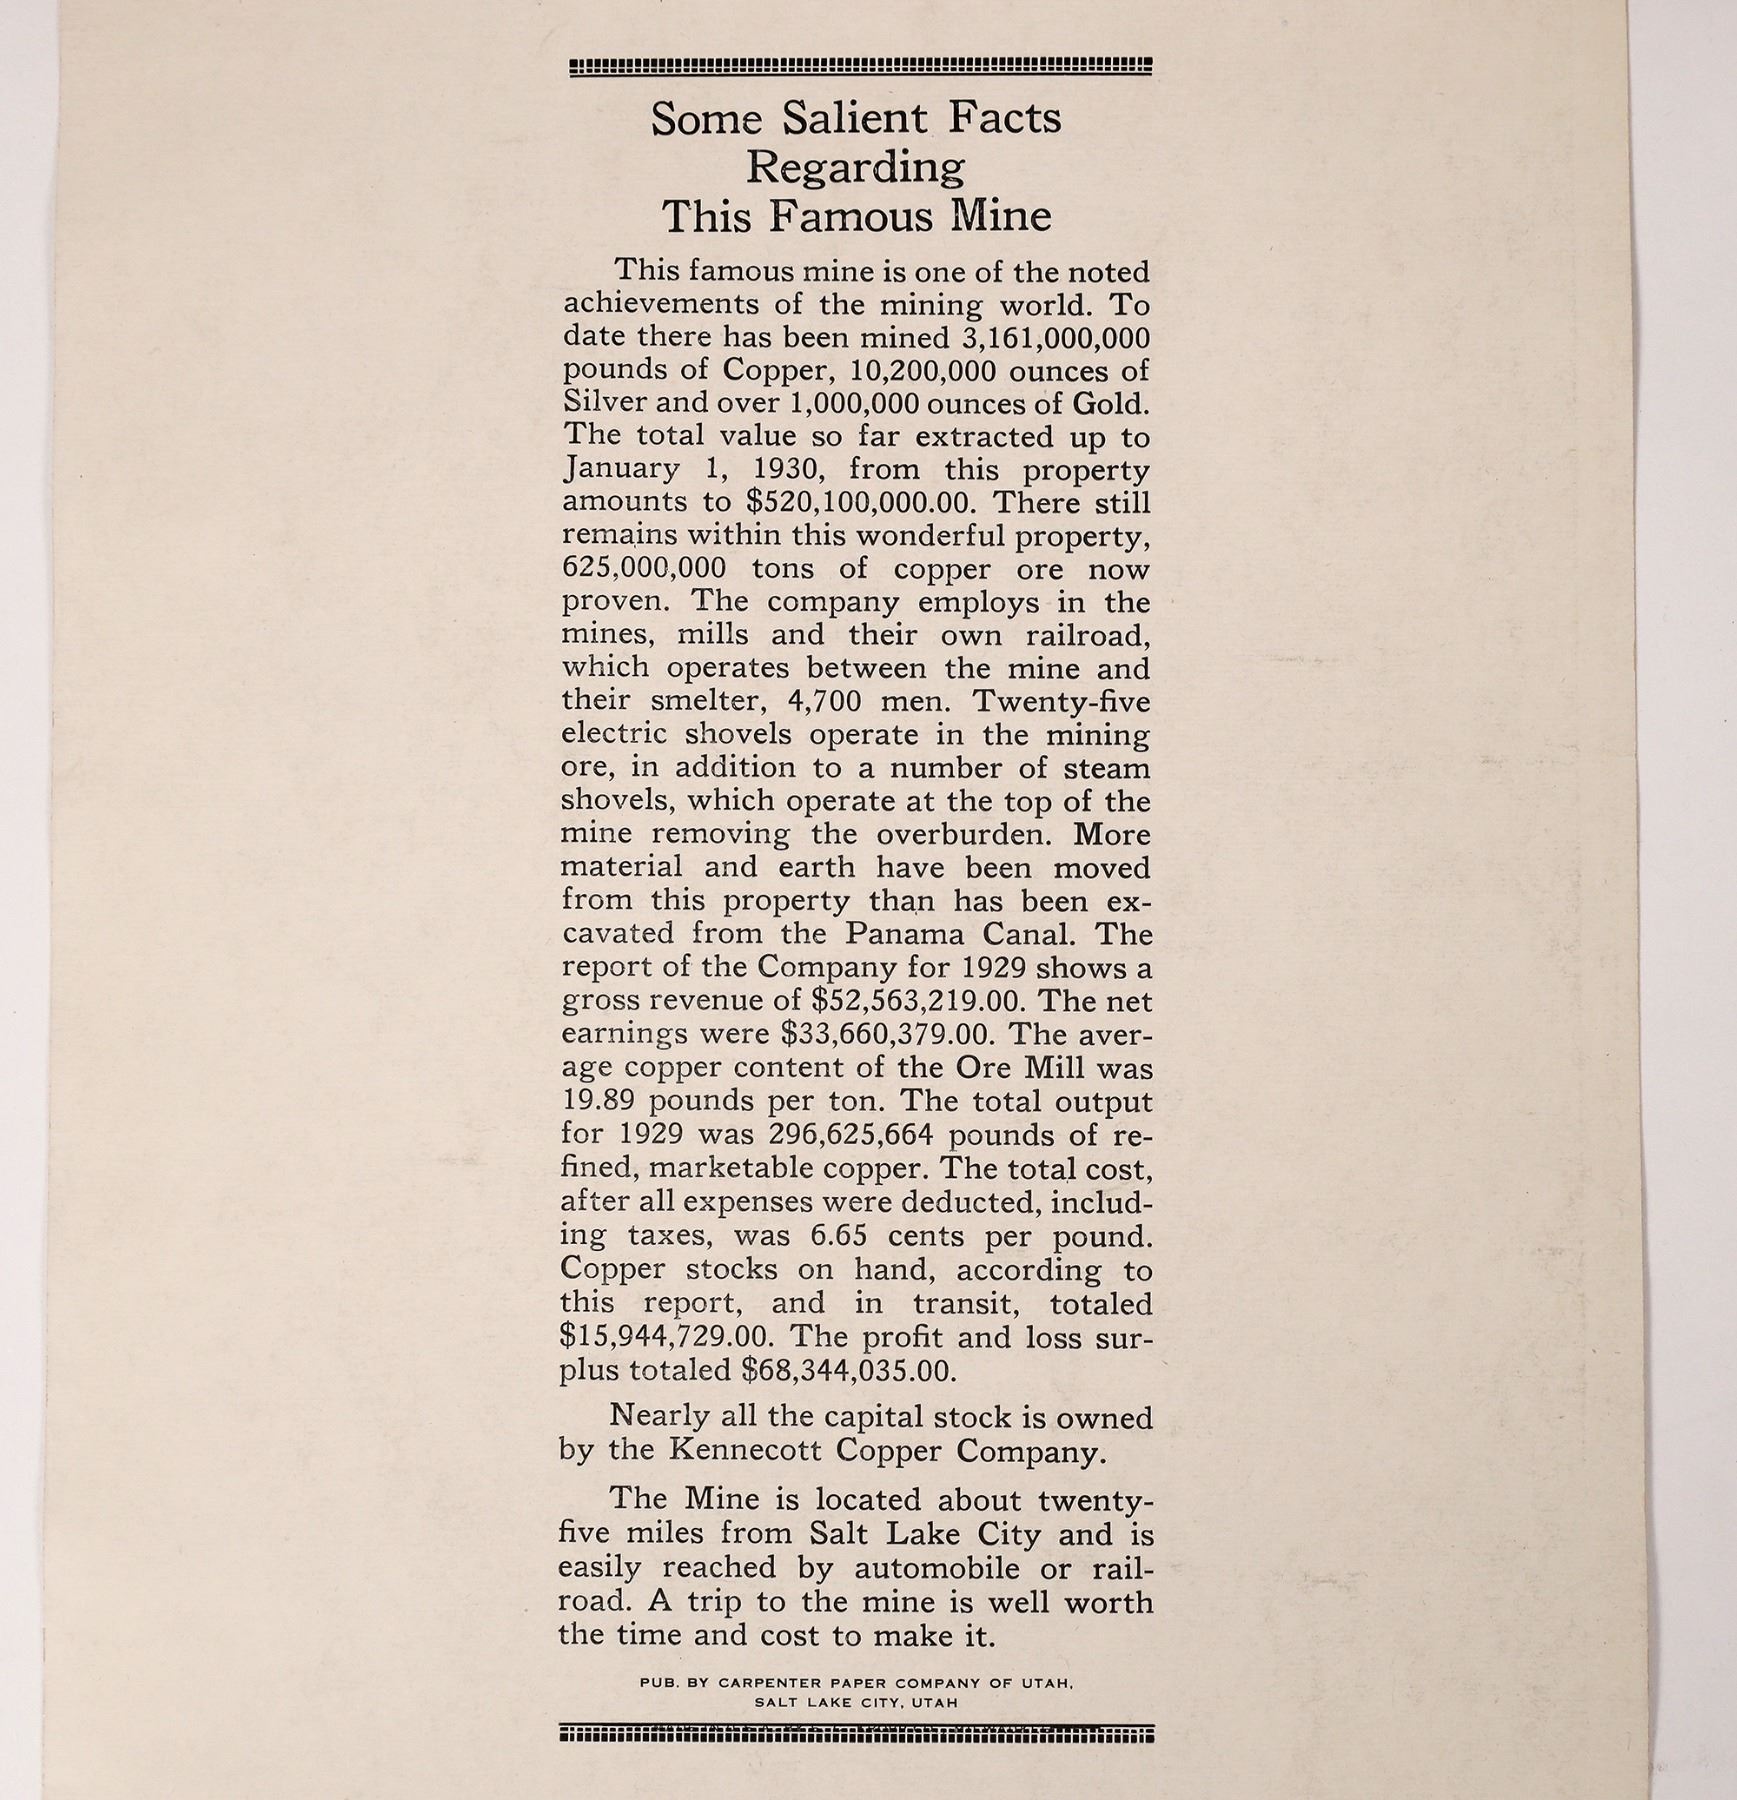 Some Salient Facts
Regarding
This Famous Mine
This famous mine is one of the noted
achievements of the mining world. To
date there has been mined 3,161,000,000
pounds of Copper, 10,200,000 ounces of
Silver and over 1,000,000 ounces of Gold.
The total value so far extracted up to
January 1, 1930, from this property
amounts to $520,100,000.00. There still
remains within this wonderful property,
625,000,000 tons of copper ore now
proven. The company employs in the
mines, mills and their own railroad,
which operates between the mine and
their smelter, 4,700 men. Twenty-five
electric shovels operate in the mining
ore, in addition to a number of steam
shovels, which operate at the top of the
mine removing the overburden. More
material and earth have been moved
from this property than has been ex-
cavated from the Panama Canal. The
report of the Company for 1929 shows a
gross revenue of $52,563,219.00. The net
earnings were $33,660,379.00. The aver-
age copper content of the Ore Mill was
19.89 pounds per ton. The total output
for 1929 was 296,625,664 pounds of re-
fined, marketable copper. The total cost,
after all expenses were deducted, includ-
ing taxes, was 6.65 cents per pound.
Copper stocks on hand, according to
this report, and in transit, totaled
$15,944,729.00. The profit and loss sur-
plus totaled $68,344,035.00.
Nearly all the capital stock is owned
by the Kennecott Copper Company.
The Mine is located about twenty-
five miles from Salt Lake City and is
easily reached by automobile or rail-
road. A trip to the mine is well worth
the time and cost to make it.
PUB. BY CARPENTER PAPER COMPANY OF UTAH,
SALT LAKE CITY, UTAH